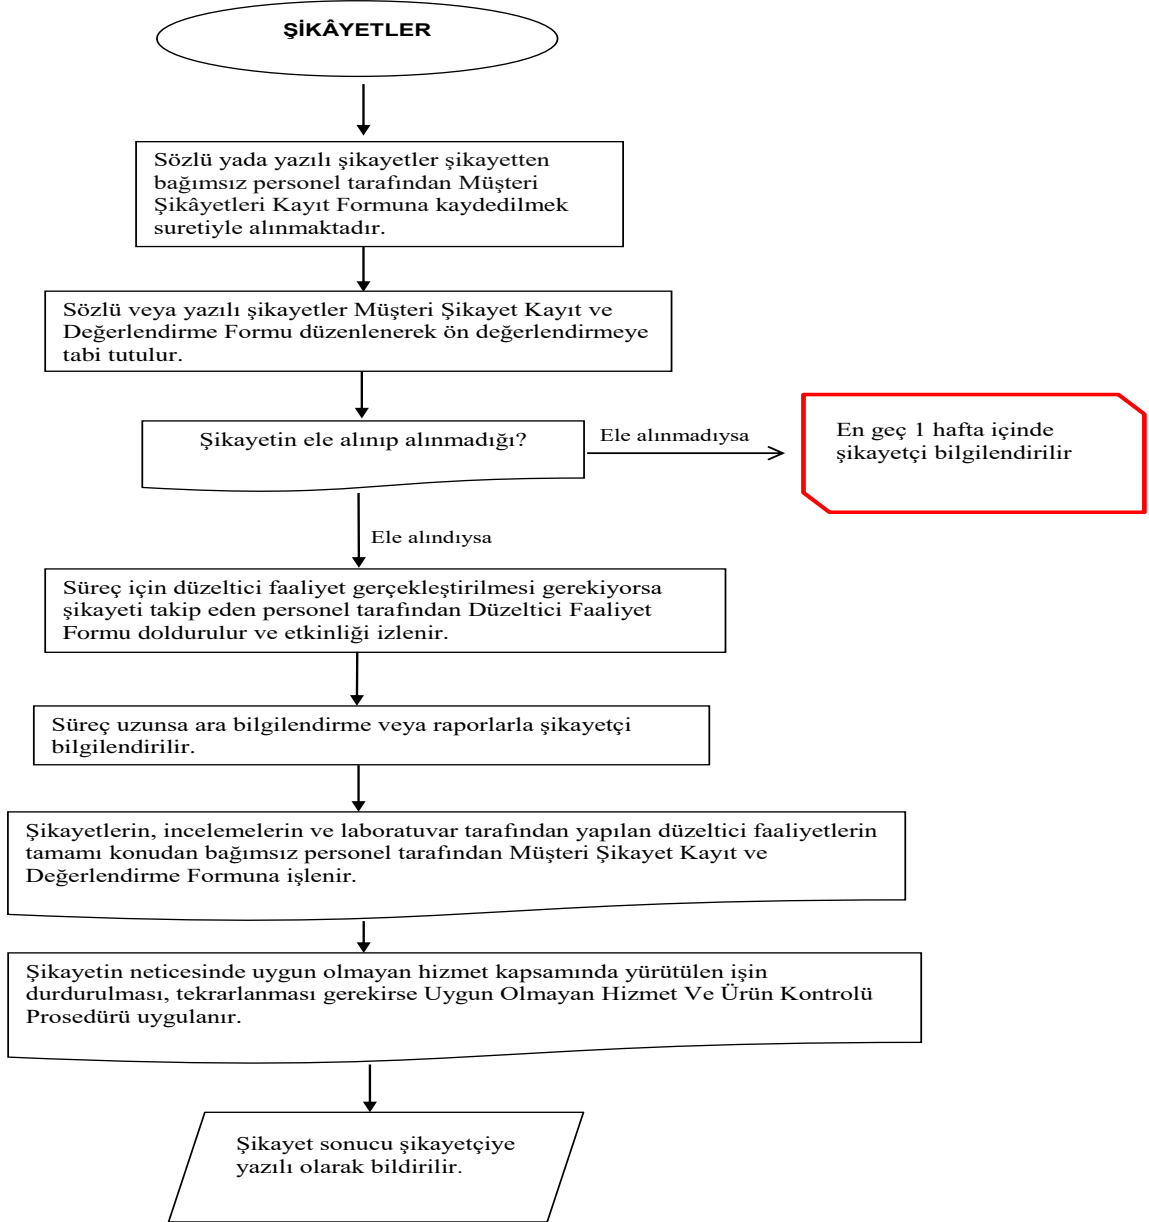 ŞİKÂYETLER
Sözlü yada yazılı şikayetler şikayetten
bağımsız personel tarafından Müşteri
Şikâyetleri Kayıt Formuna kaydedilmek
suretiyle alınmaktadır.
Sözlü veya yazılı şikayetler Müşteri Şikayet Kayıt ve
Değerlendirme Formu düzenlenerek ön değerlendirmeye
tabi tutulur.
Şikayetin ele alınıp alınmadığı?
Ele alınmadıysa
En geç 1 hafta içinde
şikayetçi bilgilendirilir
Ele alındıysa
Süreç için düzeltici faaliyet gerçekleştirilmesi gerekiyorsa
şikayeti takip eden personel tarafından Düzeltici Faaliyet
Formu doldurulur ve etkinliği izlenir.
Süreç uzunsa ara bilgilendirme veya raporlarla şikayetçi
bilgilendirilir.
Şikayetlerin, incelemelerin ve laboratuvar tarafından yapılan düzeltici faaliyetlerin
tamamı konudan bağımsız personel tarafından Müşteri Şikayet Kayıt ve
Değerlendirme Formuna işlenir.
Şikayetin neticesinde uygun olmayan hizmet kapsamında yürütülen işin
durdurulması, tekrarlanması gerekirse Uygun Olmayan Hizmet Ve Ürün Kontrolü
Prosedürü uygulanır.
Şikayet sonucu şikayetçiye
yazılı olarak bildirilir.